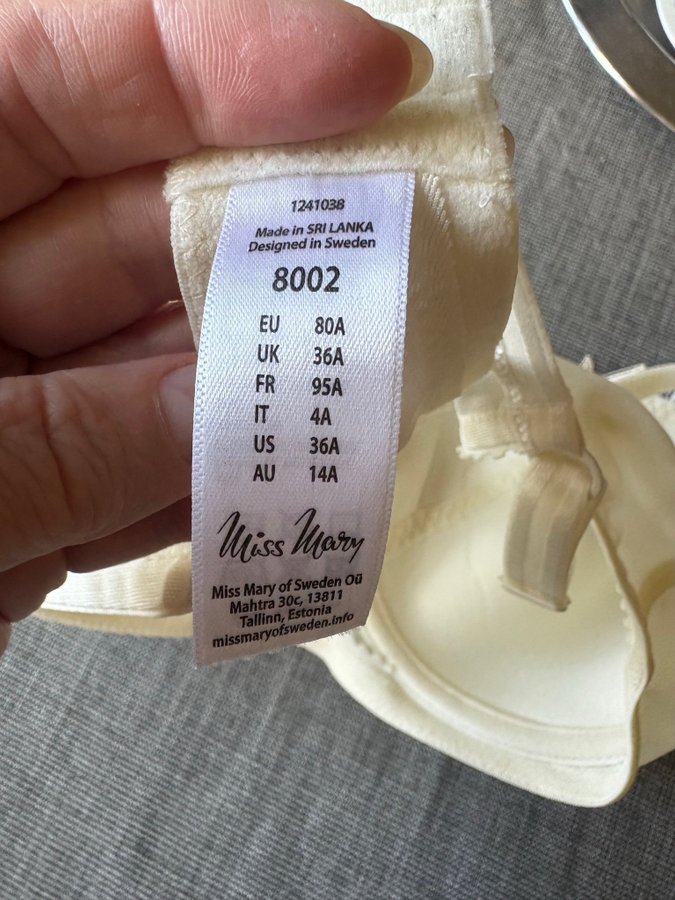 1241038
Made in SRI LANKA
Designed in Sweden
8002
EU 80A
UK 36A
FR 95A
IT 4A
US 36A
AU 14A
Miss Mary
Miss Mary of Sweden OÜ
Mahtra 30c, 13811
Tallinn, Estonia
missmaryofsweden.info